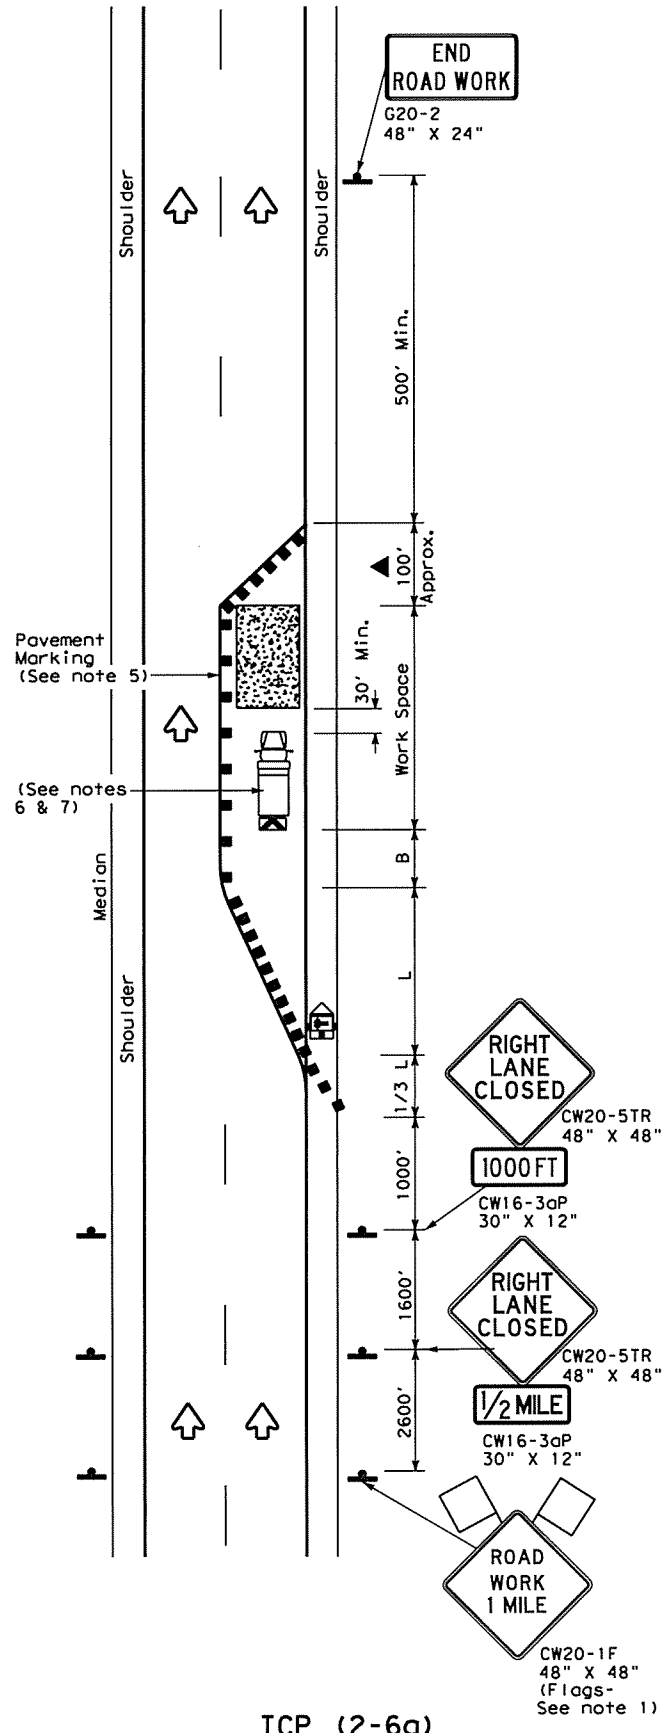 END
ROAD WORK
G20-2
48" X 24"
Shoulder
Shoulder
500' Min.
100'
Approx.
Pavement
Marking
(See note 5)
30' Min.
Work Space
(See notes
6 & 7)
B
Median
L
Shoulder
1/3 L
RIGHT
LANE
CLOSED
CW20-5TR
48" X 48"
1000 FT
CW16-3aP
30" X 12"
1000'
RIGHT
LANE
CLOSED
CW20-5TR
48" X 48"
1/2 MILE
CW16-3aP
30" X 12"
1600'
2600'
ROAD
WORK
1 MILE
CW20-1F
48" X 48"
(Flags-
See note 1)
TCP (2-6a)